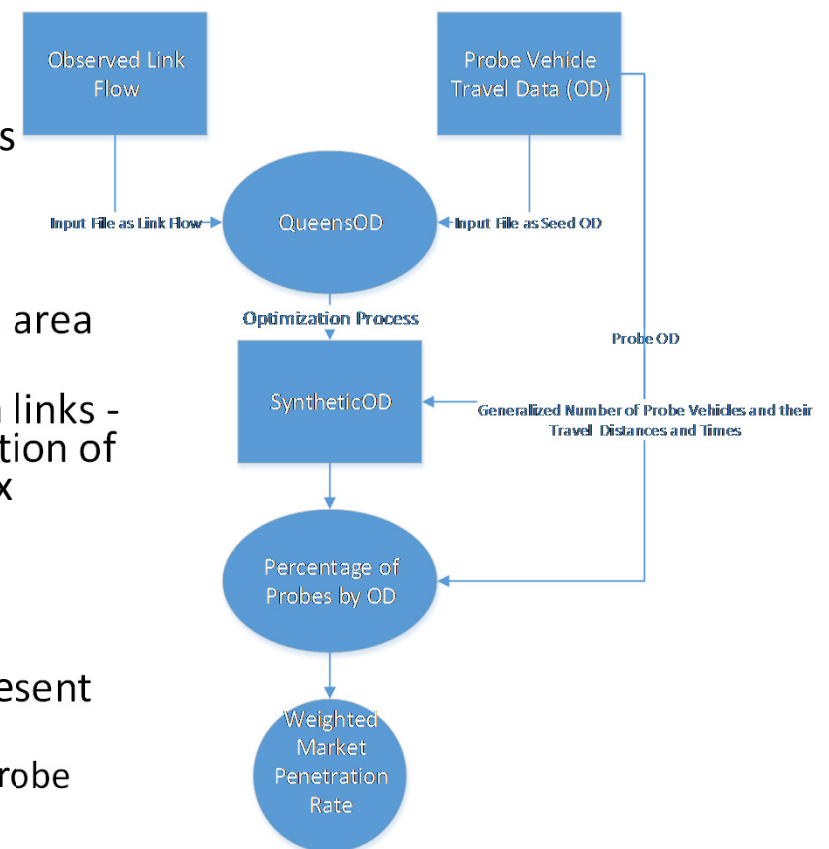 Observed Link
Flow
Probe Vehicle
Travel Data (OD)
s
Input File as Link Flow
QueensOD
Input File as Seed OD
area
Optimization Process
Probe OD
links -
tion of
x
SyntheticOD
Generalized Number of Probe Vehicles and their
Travel Distances and Times
Percentage of
Probes by OD
esent
robe
Weighted
Market
Penetration
Rate